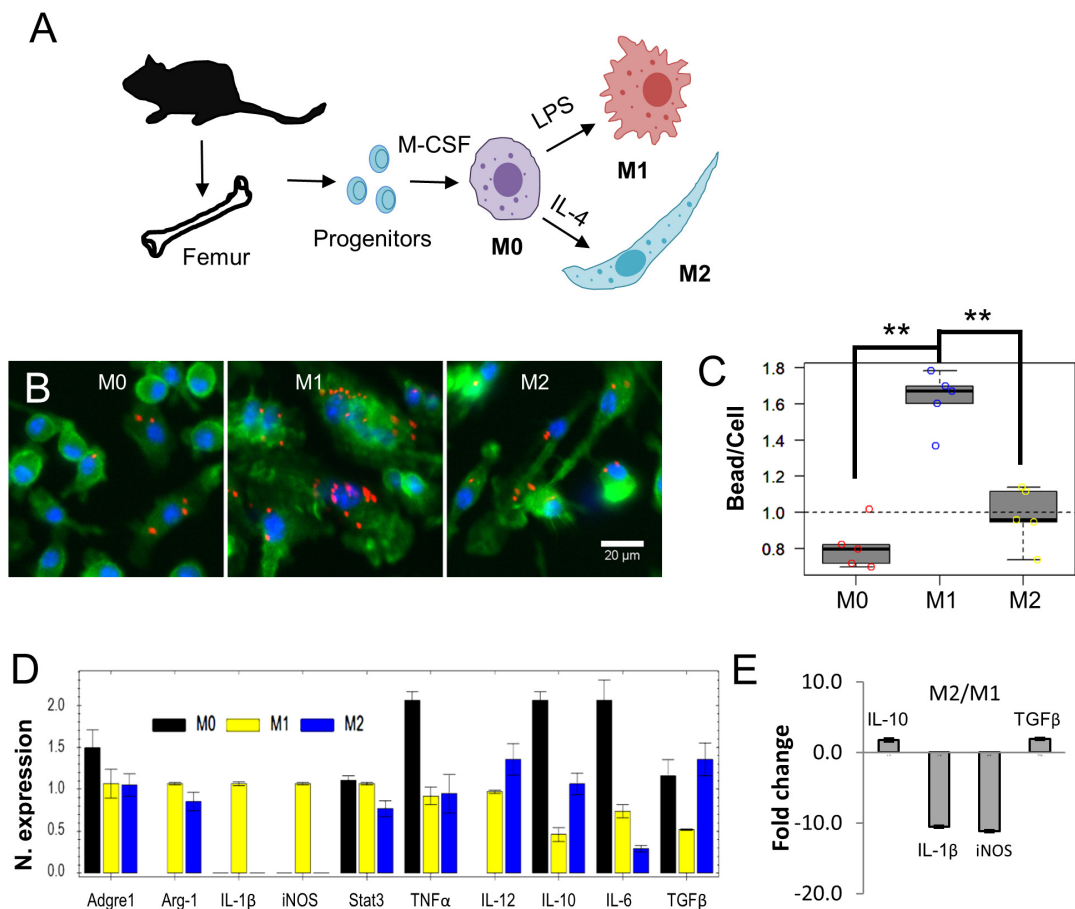 A
LPS
M-CSF
M1
IL-4
Progenitors
M0
Femur
M2
B
M0
M1
M2
20 µm
C
** **
Bead/Cell
1.8
1.6
1.4
1.2
1.0
0.8
M0 M1 M2
D
N. expression
2.0
1.5
1.0
0.5
0.0
M0 M1 M2
Adgre1 Arg-1 IL-1β iNOS Stat3 TNFα IL-12 IL-10 IL-6 TGFβ
E
Fold change
10.0
0.0
-10.0
-20.0
M2/M1
IL-10 TGFβ
IL-1β iNOS